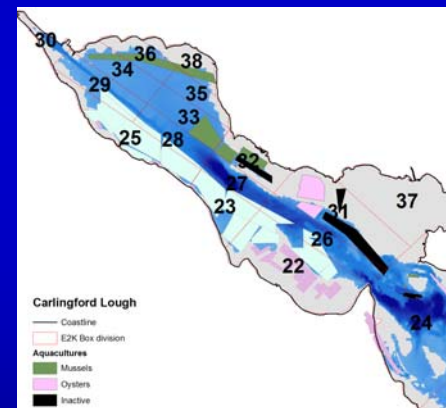 30
36
38
34
29
35
33
25
28
32
27
23
31
37
26
22
24
Carlingford Lough
Coastline
E2K Box division
Aquacultures
Mussels
Oysters
Inactive